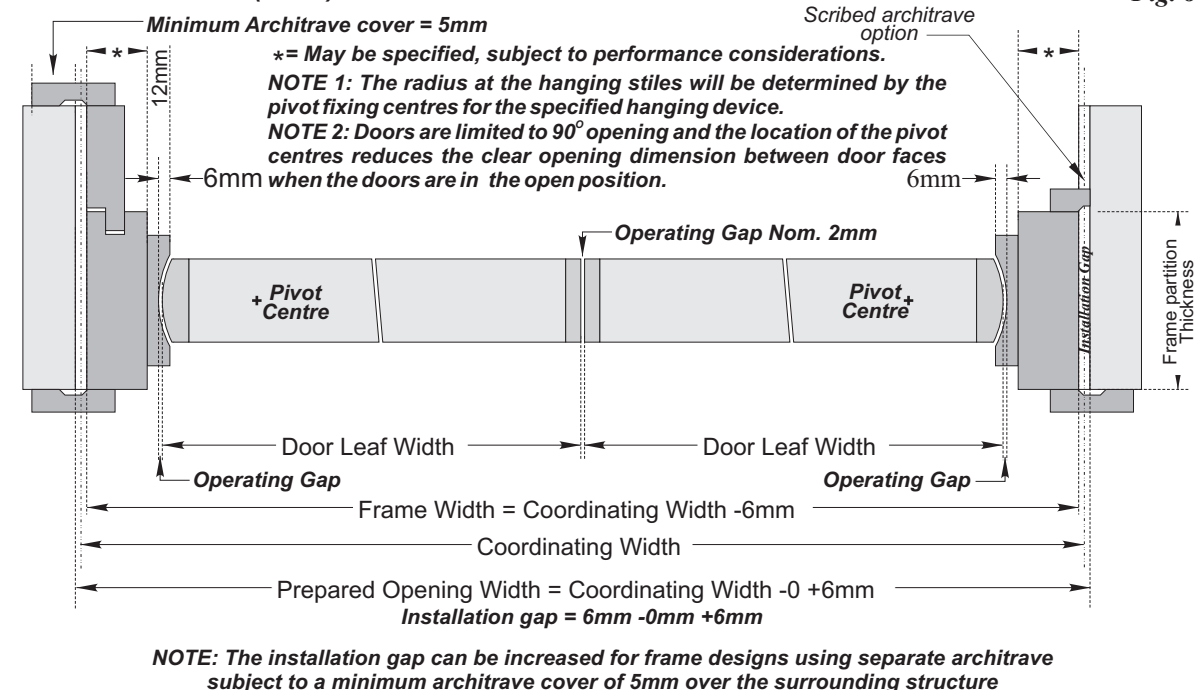 Minimum Architrave cover = 5mm
Scribed architrave
option
*
*
12mm
*= May be specified, subject to performance considerations.
NOTE 1: The radius at the hanging stiles will be determined by the
pivot fixing centres for the specified hanging device.
NOTE 2: Doors are limited to 90° opening and the location of the pivot
centres reduces the clear opening dimension between door faces
when the doors are in the open position.
6mm
6mm
Operating Gap Nom. 2mm
+ Pivot
Centre
Pivot +
Centre
Installation Gap
Frame partition
Thickness
Door Leaf Width
Door Leaf Width
Operating Gap
Operating Gap
Frame Width = Coordinating Width -6mm
Coordinating Width
Prepared Opening Width = Coordinating Width -0 +6mm
Installation gap = 6mm -0mm +6mm
NOTE: The installation gap can be increased for frame designs using separate architrave
subject to a minimum architrave cover of 5mm over the surrounding structure